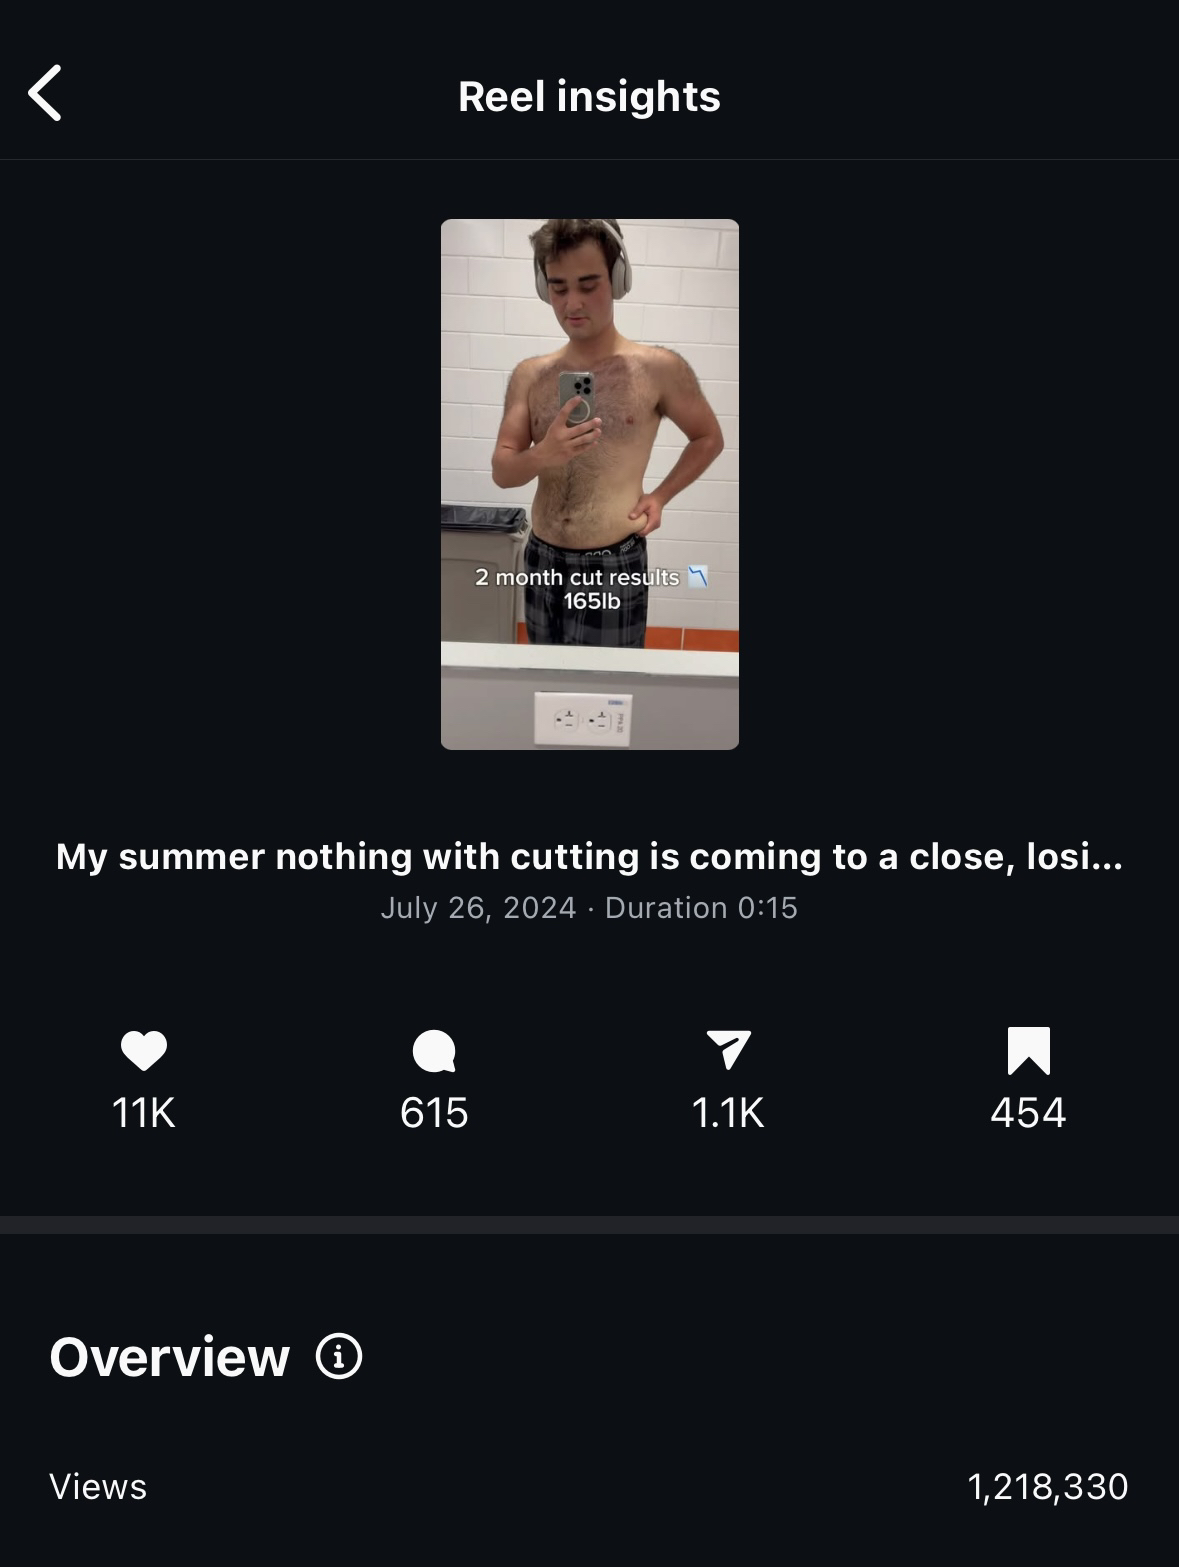 Reel insights
2 month cut results 📉
165lb
My summer nothing with cutting is coming to a close, losi...
July 26, 2024 · Duration 0:15
11K
615
1.1K
454
Overview
Views
1,218,330